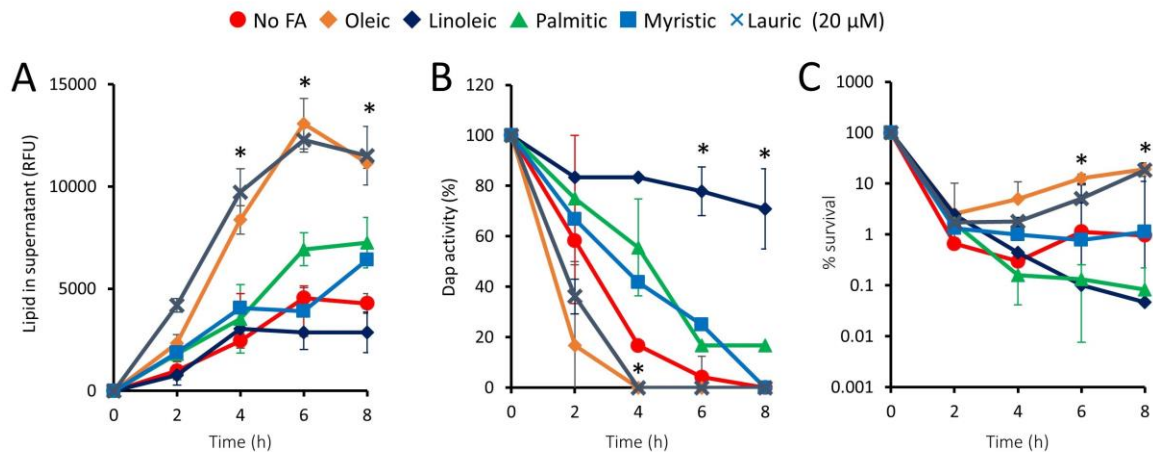 No FA Oleic Linoleic Palmitic Myristic Lauric (20 µM)
A
Lipid in supernatant (RFU)
15000
10000
5000
0
0 2 4 6 8
Time (h)
* * *
B
Dap activity (%)
120
100
80
60
40
20
0
0 2 4 6 8
Time (h)
* * *
C
% survival
1000
100
10
1
0.1
0.01
0.001
0 2 4 6 8
Time (h)
* *